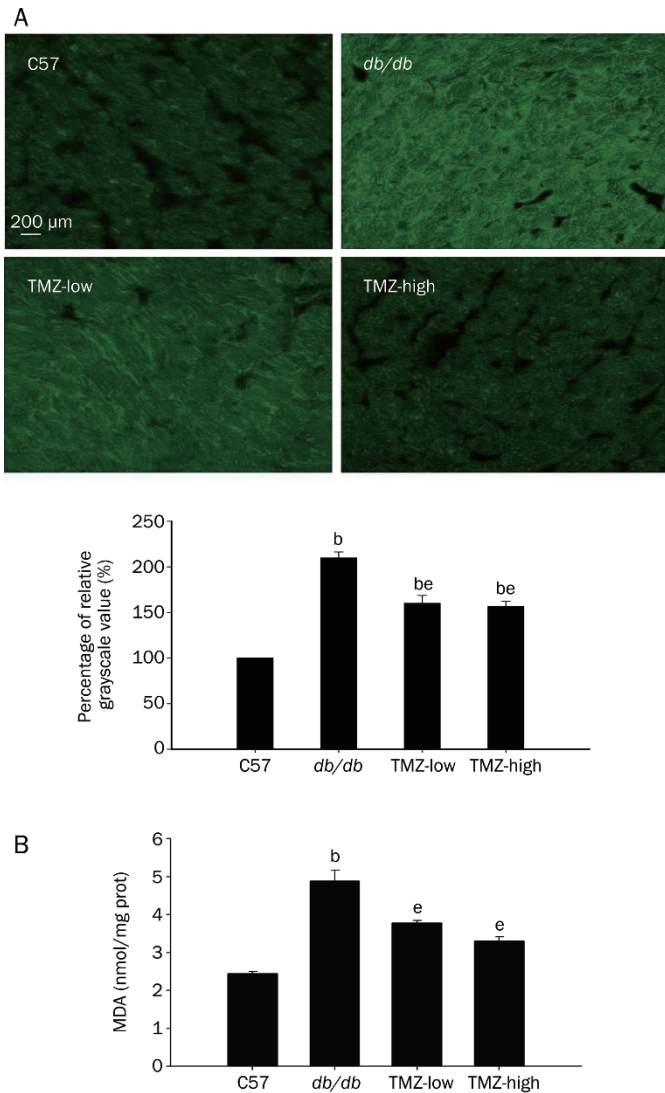 A
C57
db/db
200 µm
TMZ-low
TMZ-high
Percentage of relative
grayscale value (%)
250
200
150
100
50
0
b
be
be
C57
db/db
TMZ-low
TMZ-high
B
MDA (nmol/mg prot)
6
5
4
3
2
1
0
b
e
e
C57
db/db
TMZ-low
TMZ-high